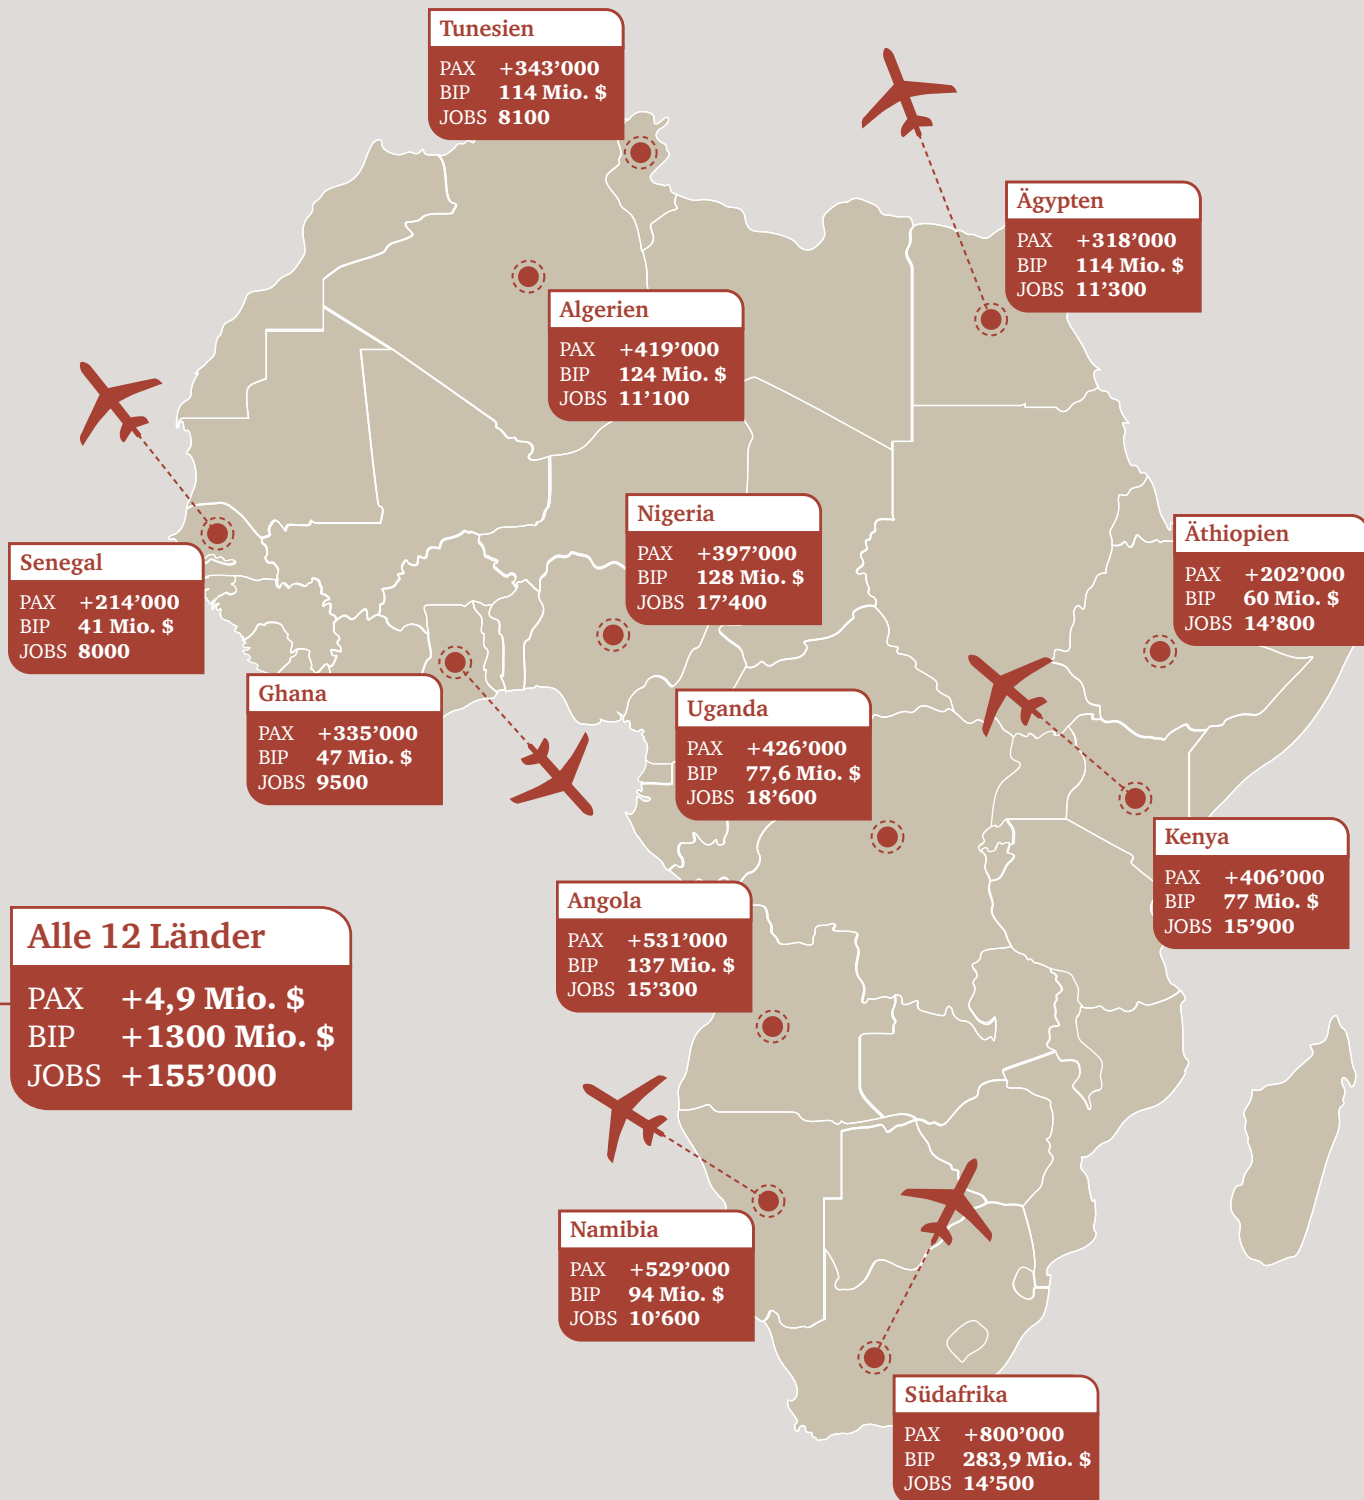 Tunesien
PAX +343’000
BIP 114 Mio. $
JOBS 8100
Ägypten
PAX +318’000
BIP 114 Mio. $
JOBS 11’300
Algerien
PAX +419’000
BIP 124 Mio. $
JOBS 11’100
Nigeria
PAX +397’000
BIP 128 Mio. $
JOBS 17’400
Äthiopien
PAX +202’000
BIP 60 Mio. $
JOBS 14’800
Senegal
PAX +214’000
BIP 41 Mio. $
JOBS 8000
Ghana
PAX +335’000
BIP 47 Mio. $
JOBS 9500
Uganda
PAX +426’000
BIP 77,6 Mio. $
JOBS 18’600
Kenya
PAX +406’000
BIP 77 Mio. $
JOBS 15’900
Angola
PAX +531’000
BIP 137 Mio. $
JOBS 15’300
Alle 12 Länder
PAX +4,9 Mio. $
BIP +1300 Mio. $
JOBS +155’000
Namibia
PAX +529’000
BIP 94 Mio. $
JOBS 10’600
Südafrika
PAX +800’000
BIP 283,9 Mio. $
JOBS 14’500